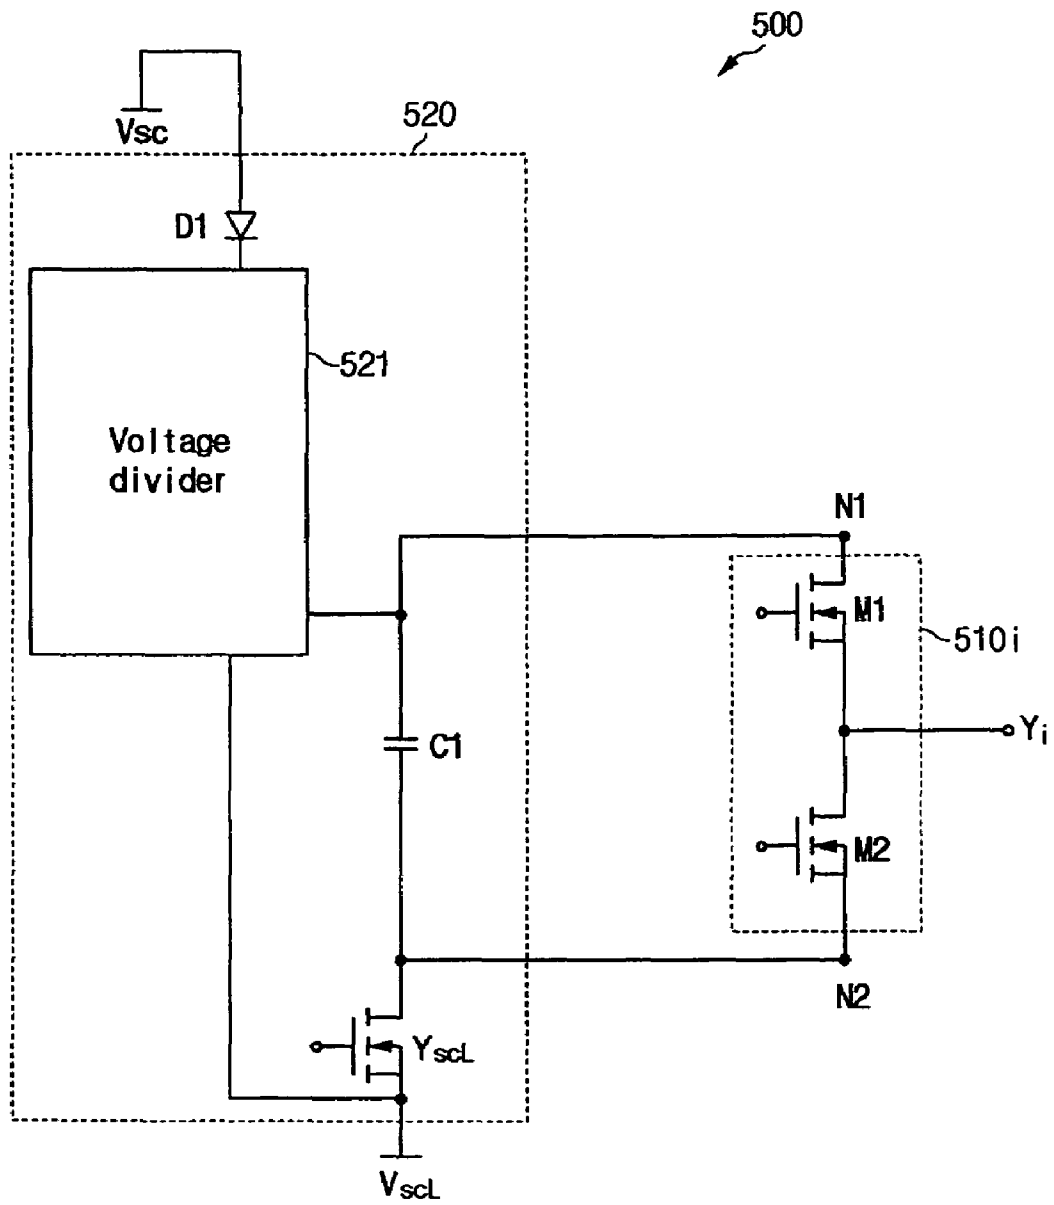 500
Vsc
520
D1
521
Voltage
divider
N1
M1
510i
Yi
C1
M2
N2
YscL
VscL